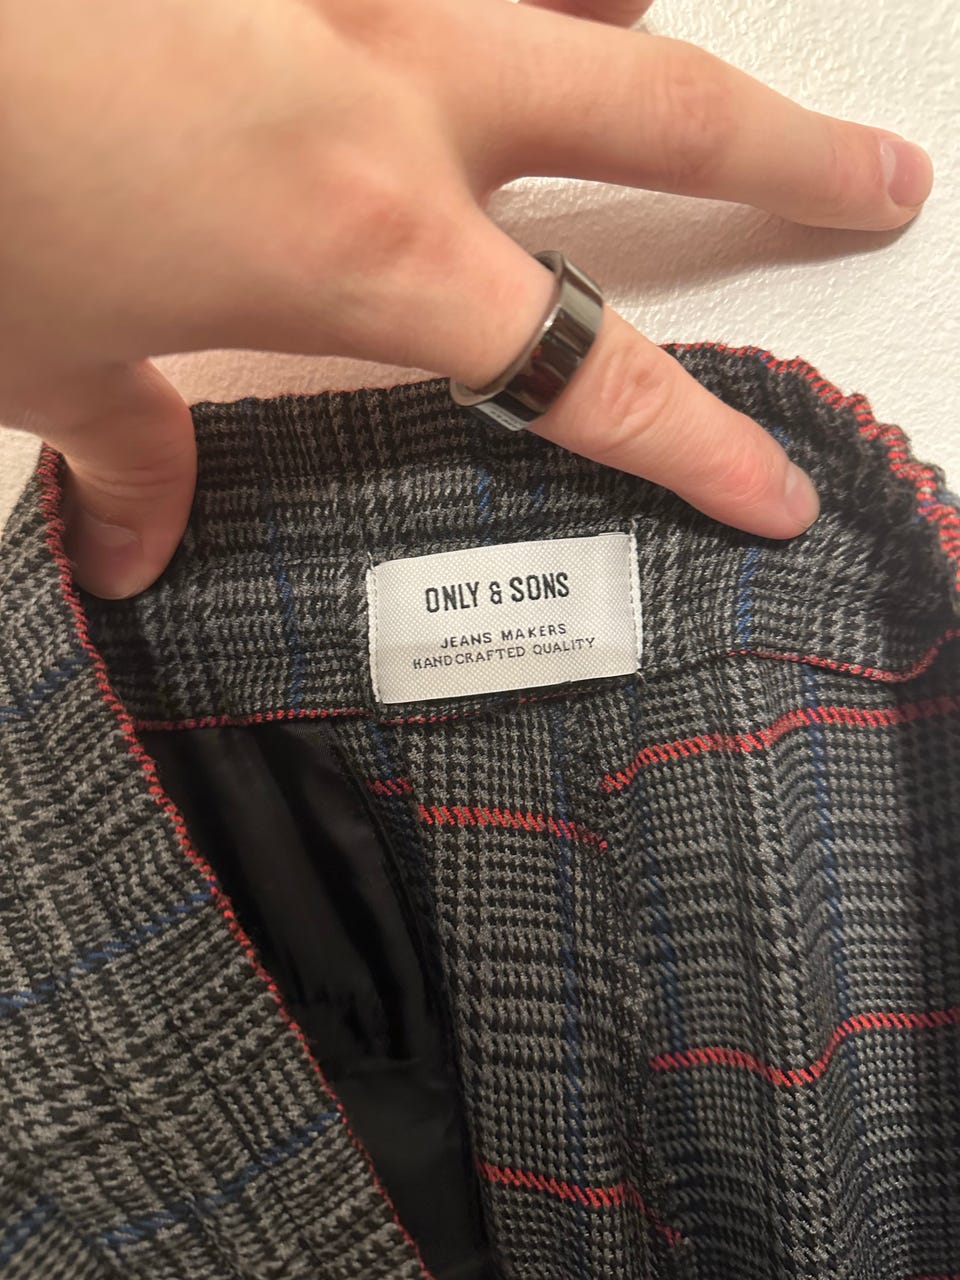 ONLY & SONS
JEANS MAKERS
HANDCRAFTED QUALITY